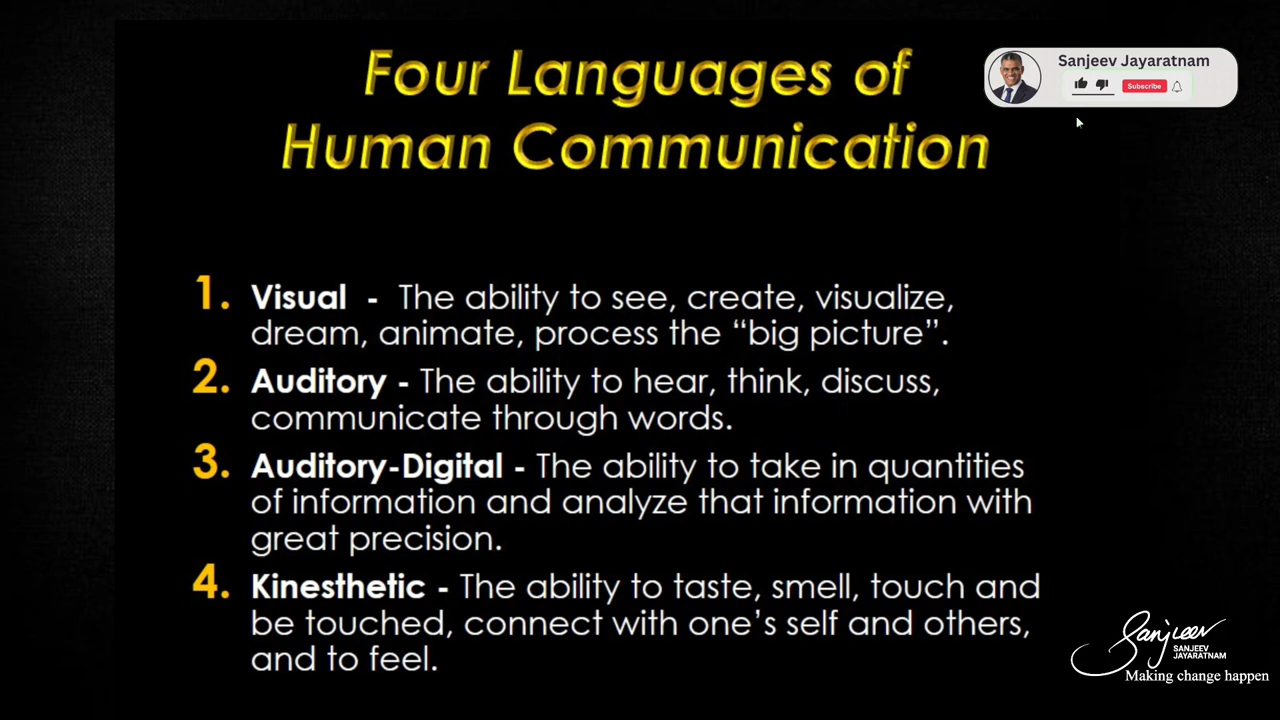 Four Languages of
Human Communication
Sanjeev Jayaratnam
Subscribe
1. Visual - The ability to see, create, visualize,
dream, animate, process the “big picture”.
2. Auditory - The ability to hear, think, discuss,
communicate through words.
3. Auditory-Digital - The ability to take in quantities
of information and analyze that information with
great precision.
4. Kinesthetic - The ability to taste, smell, touch and
be touched, connect with one’s self and others,
and to feel.
Sanjeev
SANJEEV
JAYARATNAM
Making change happen